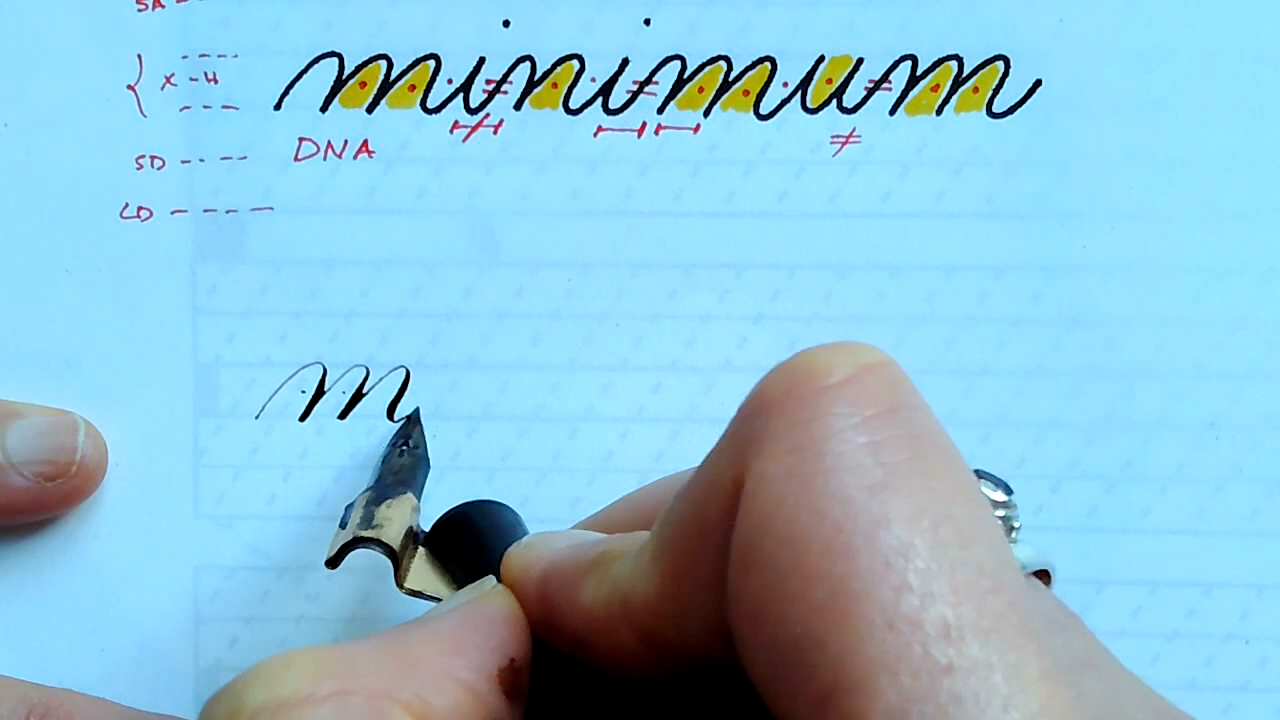 SA -
minimum
{ X-H
DNA
SD -.--
LD ----
m